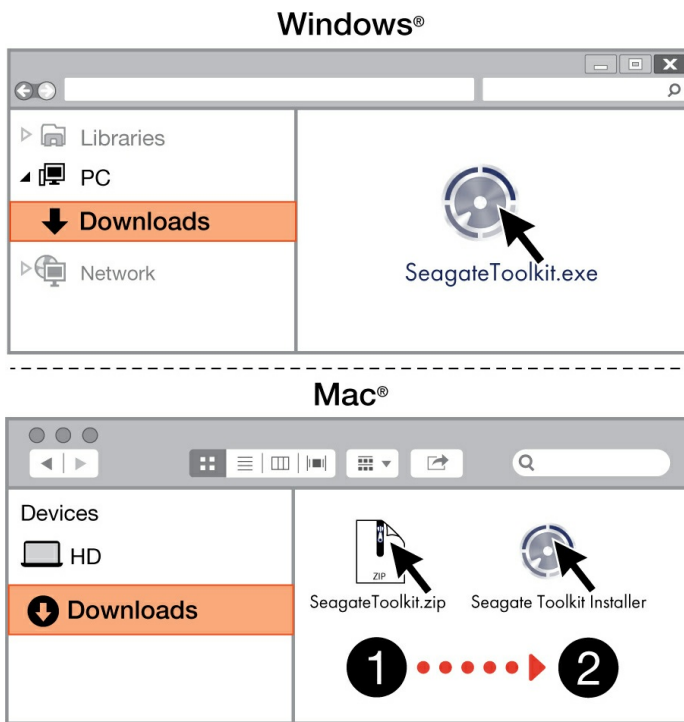 Windows®
Libraries
PC
Downloads
Network
SeagateToolkit.exe
Mac®
Devices
HD
Downloads
ZIP
SeagateToolkit.zip
Seagate Toolkit Installer
1
2